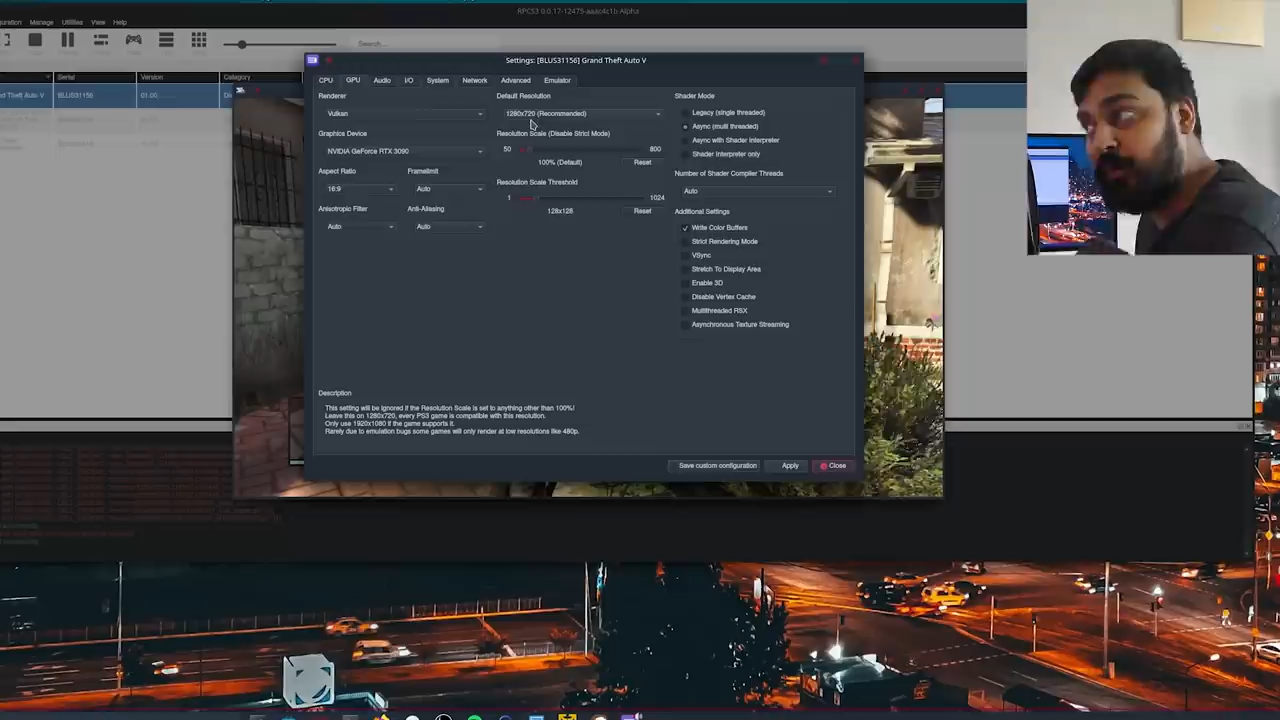 RPCS3 0.0.17-12475-aaac4c1b Alpha
Manage Utilities View Help
Search...
Serial Version Category
BLUS31156 01.00
Settings: [BLUS31156] Grand Theft Auto V
CPU GPU Audio I/O System Network Advanced Emulator
Renderer
Vulkan
Graphics Device
NVIDIA GeForce RTX 3090
Aspect Ratio Framelimit
16:9 Auto
Anisotropic Filter Anti-Aliasing
Auto Auto
Default Resolution
1280x720 (Recommended)
Resolution Scale (Disable Strict Mode)
50 800
100% (Default) Reset
Resolution Scale Threshold
1 1024
128x128 Reset
Shader Mode
Legacy (single threaded)
Async (multi threaded)
Async with Shader Interpreter
Shader Interpreter only
Number of Shader Compiler Threads
Auto
Additional Settings
Write Color Buffers
Strict Rendering Mode
VSync
Stretch To Display Area
Enable 3D
Disable Vertex Cache
Multithreaded RSX
Asynchronous Texture Streaming
Description
This setting will be ignored if the Resolution Scale is set to anything other than 100%!
Leave this on 1280x720, every PS3 game is compatible with this resolution.
Only use 1920x1080 if the game supports it.
Rarely due to emulation bugs some games will only render at low resolutions like 480p.
Save custom configuration Apply Close